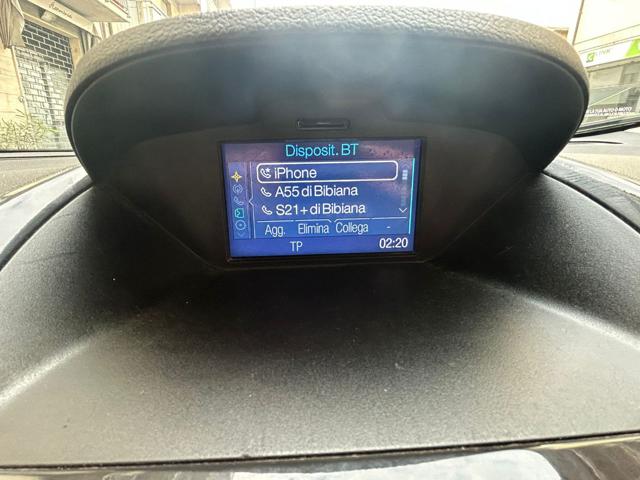 Disposit. BT
iPhone
A55 di Bibiana
S21+ di Bibiana
Agg. Elimina Collega -
TP 02:20